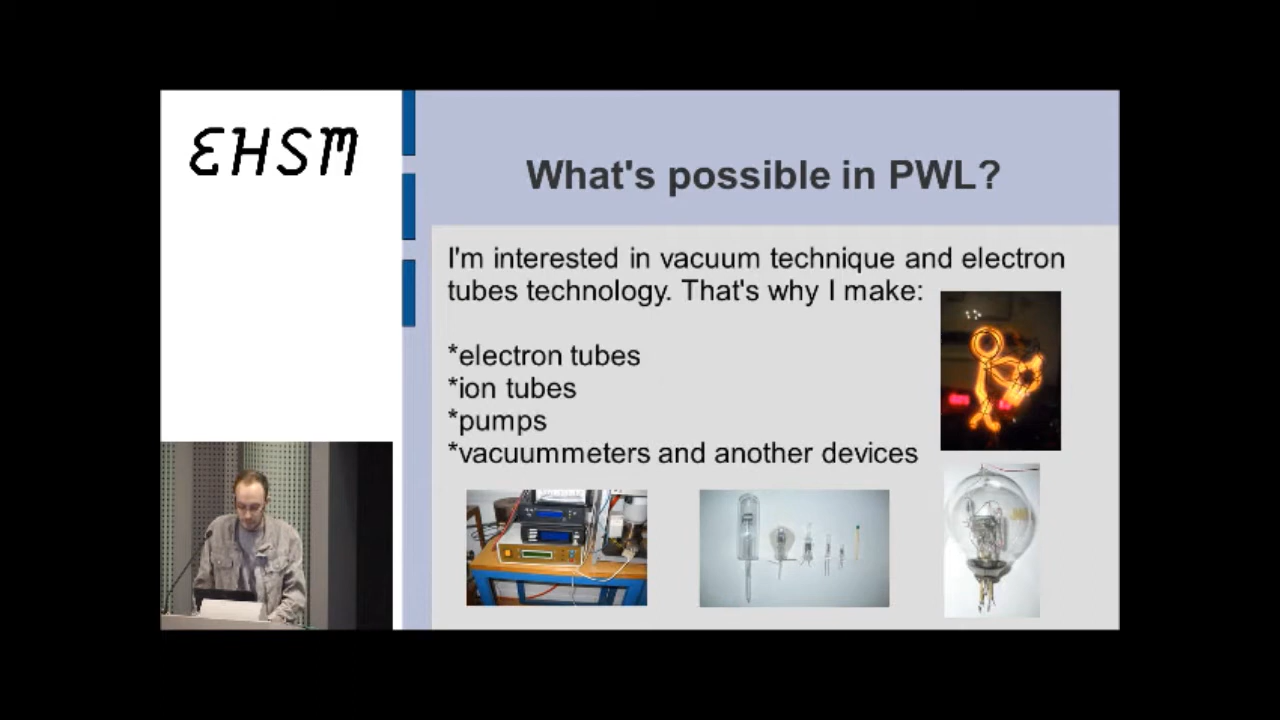 EHSM
What's possible in PWL?
I'm interested in vacuum technique and electron
tubes technology. That's why I make:
*electron tubes
*ion tubes
*pumps
*vacuummeters and another devices